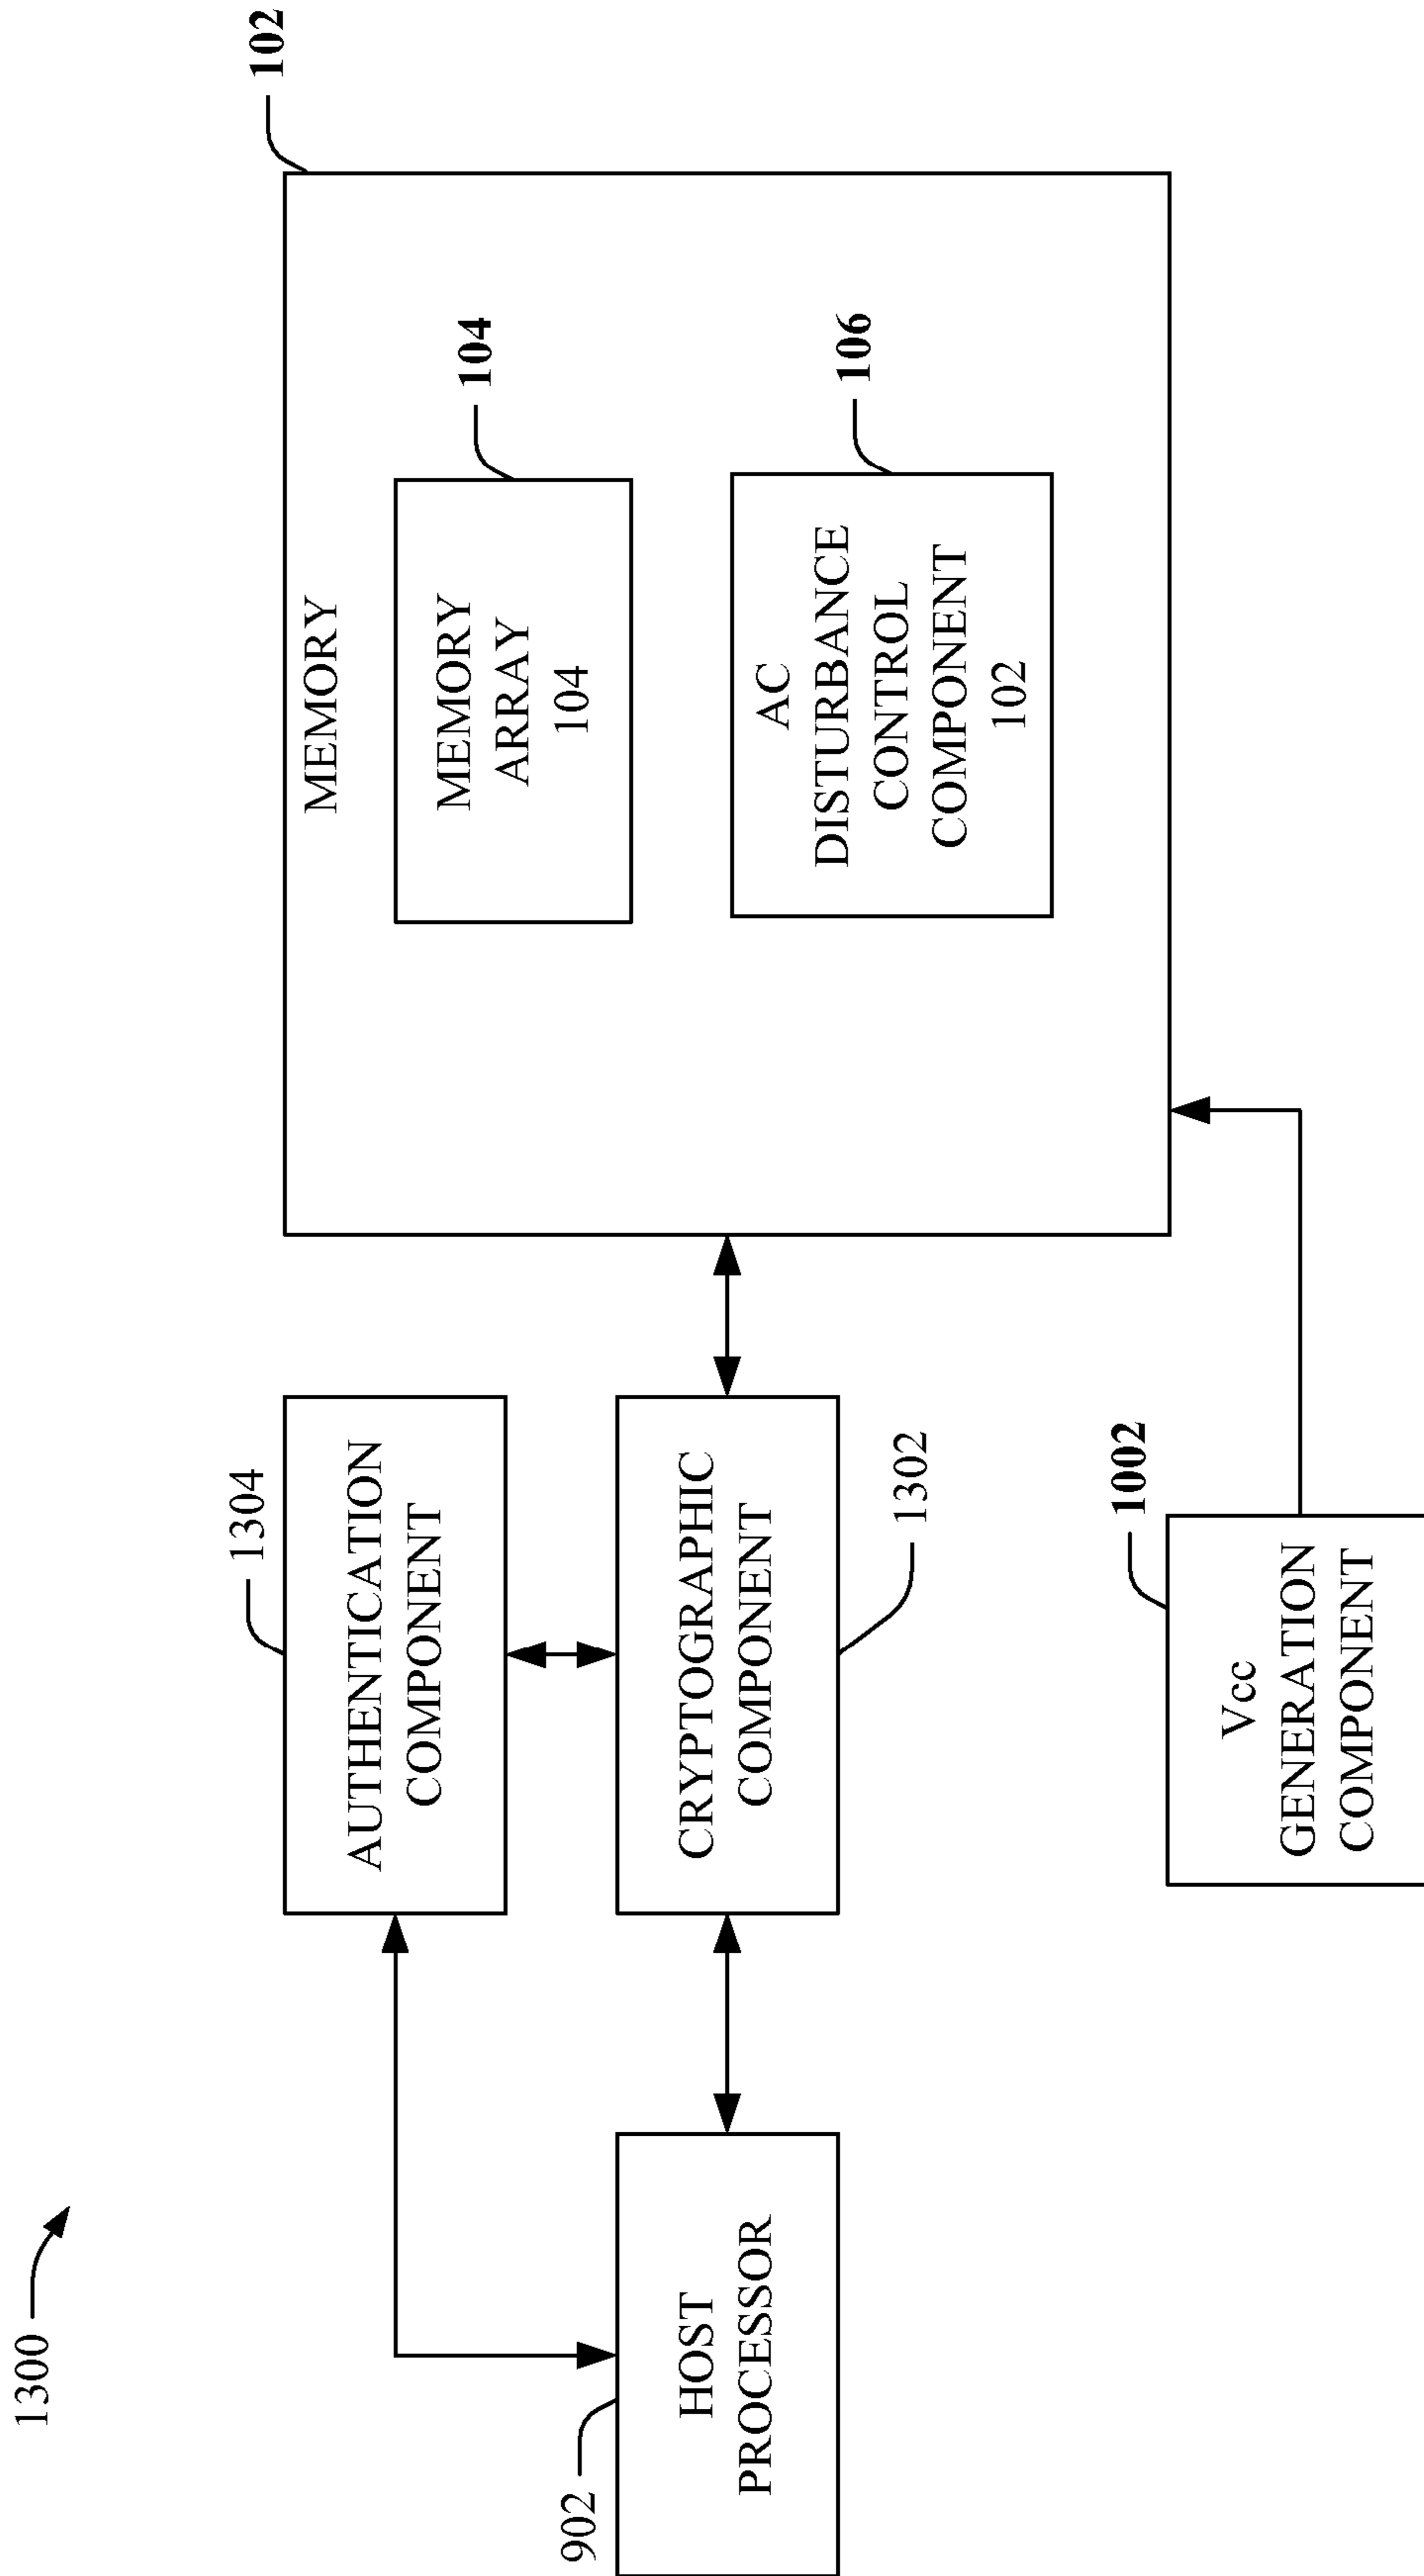 1300
102
MEMORY
104
MEMORY
ARRAY
104
106
AC
DISTURBANCE
CONTROL
COMPONENT
102
1304
AUTHENTICATION
COMPONENT
CRYPTOGRAPHIC
COMPONENT
1302
902
HOST
PROCESSOR
1002
Vcc
GENERATION
COMPONENT